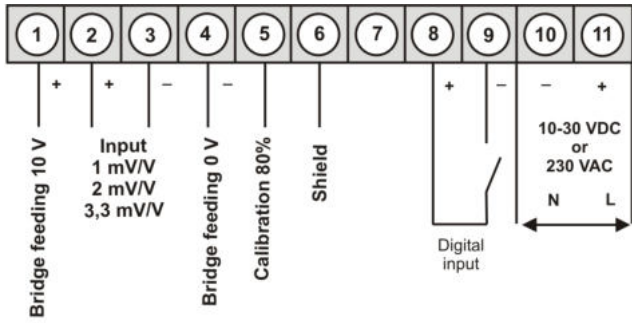 1 2 3 4 5 6 7 8 9 10 11
+ + − − + − − +
Bridge feeding 10 V
Input
1 mV/V
2 mV/V
3,3 mV/V
Bridge feeding 0 V
Calibration 80%
Shield
Digital
input
10-30 VDC
or
230 VAC
N L